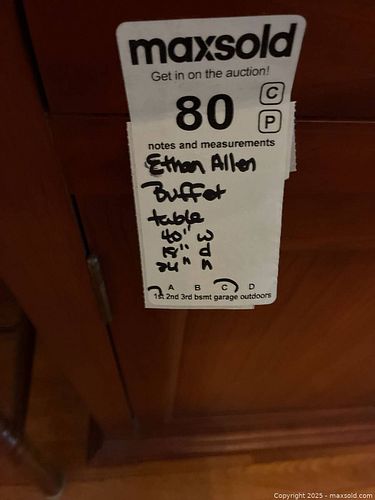 maxsold
Get in on the auction!
80
C
P
notes and measurements
Ethan Allen
Buffet
table
40" w
19" d
34" h
A B C D
1st 2nd 3rd bsmt garage outdoors
Copyright 2025 - maxsold.com